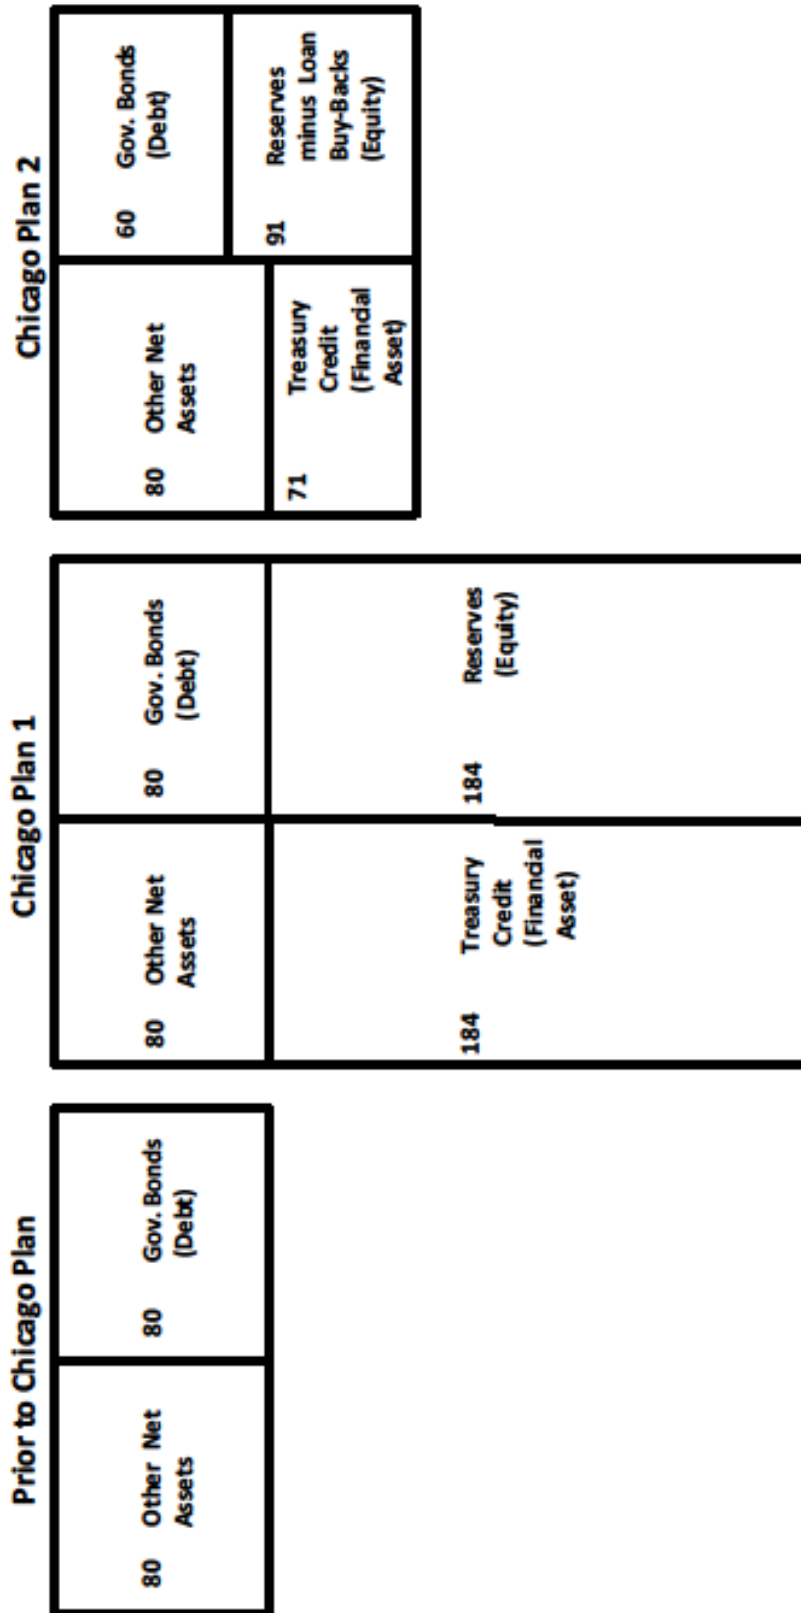 Prior to Chicago Plan
80 Other Net
Assets
80 Gov. Bonds
(Debt)
Chicago Plan 1
80 Other Net
Assets
80 Gov. Bonds
(Debt)
184 Treasury
Credit
(Financial
Asset)
184 Reserves
(Equity)
Chicago Plan 2
80 Other Net
Assets
60 Gov. Bonds
(Debt)
71 Treasury
Credit
(Financial
Asset)
91 Reserves
minus Loan
Buy-Backs
(Equity)